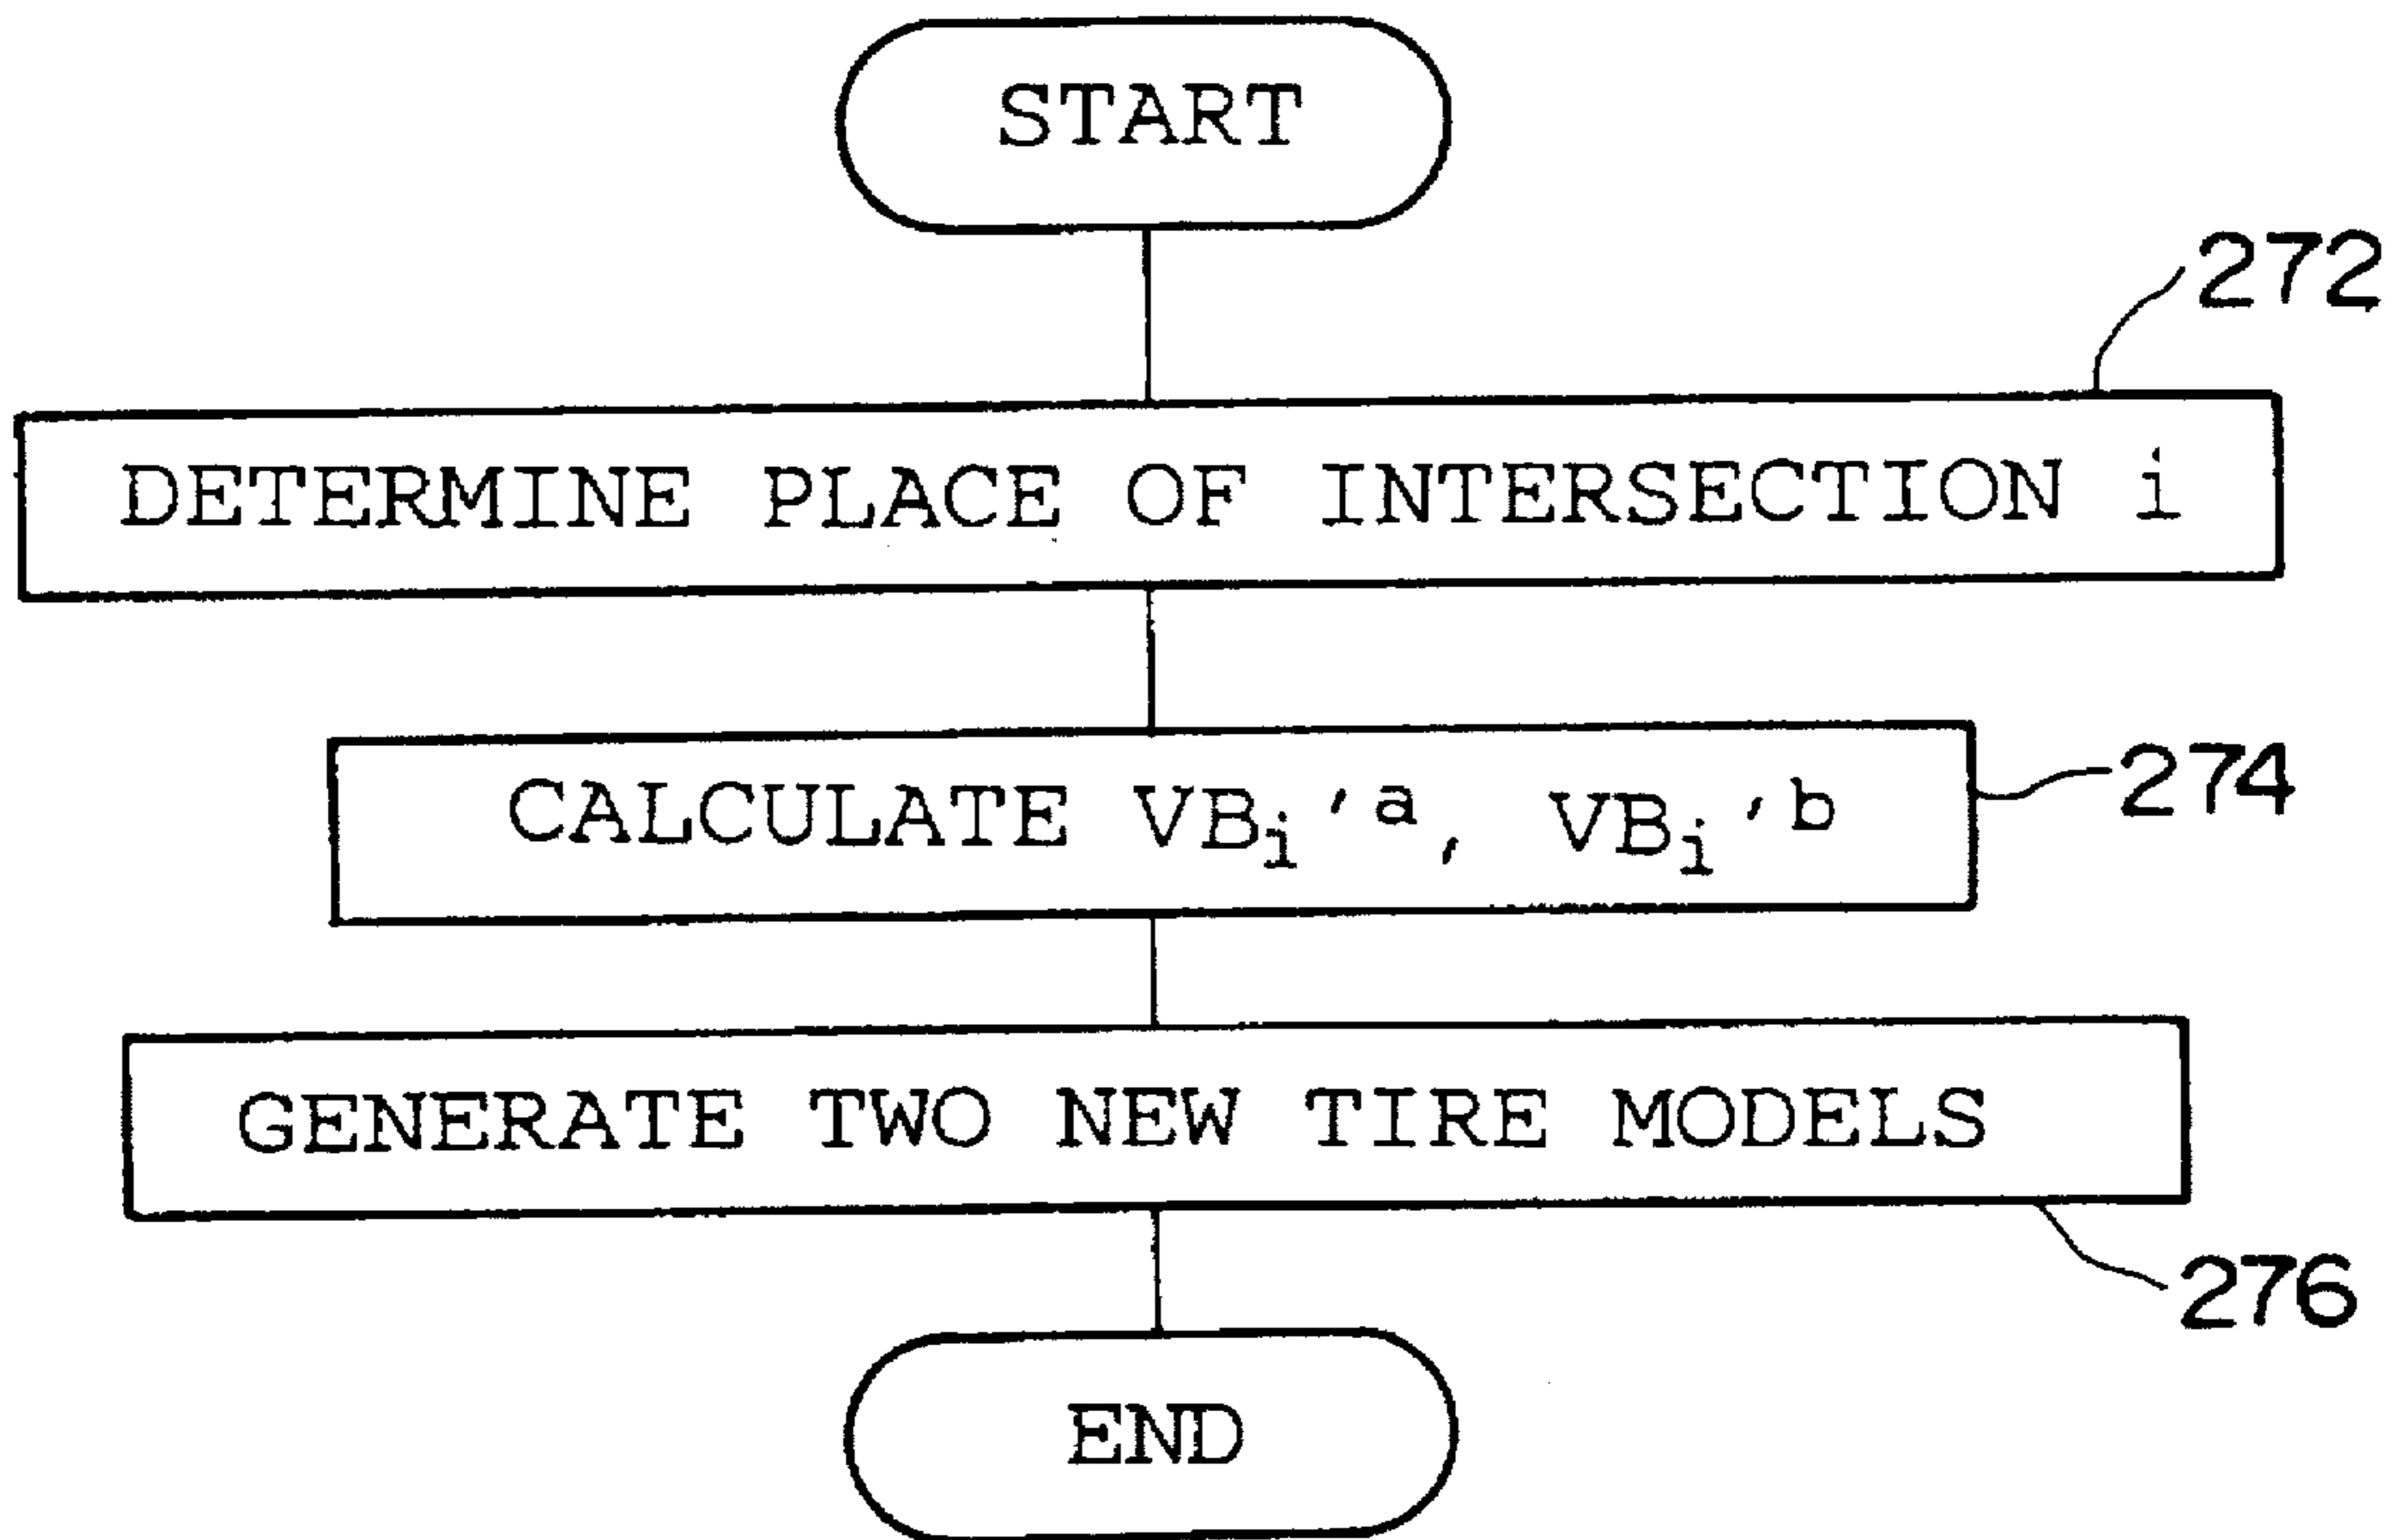 START
272
DETERMINE PLACE OF INTERSECTION i
CALCULATE VBᵢ′ᵃ, VBᵢ′ᵇ
274
GENERATE TWO NEW TIRE MODELS
276
END